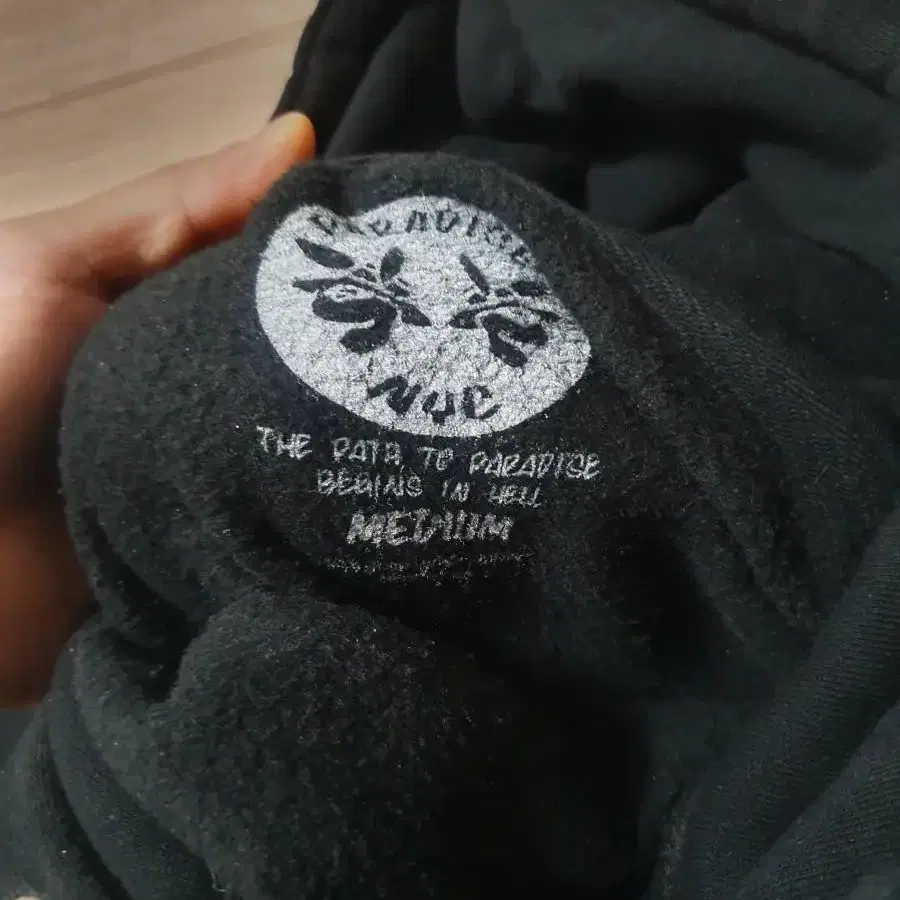 PARADISE
NYC
THE PATH TO PARADISE
BEGINS IN HELL
MEDIUM